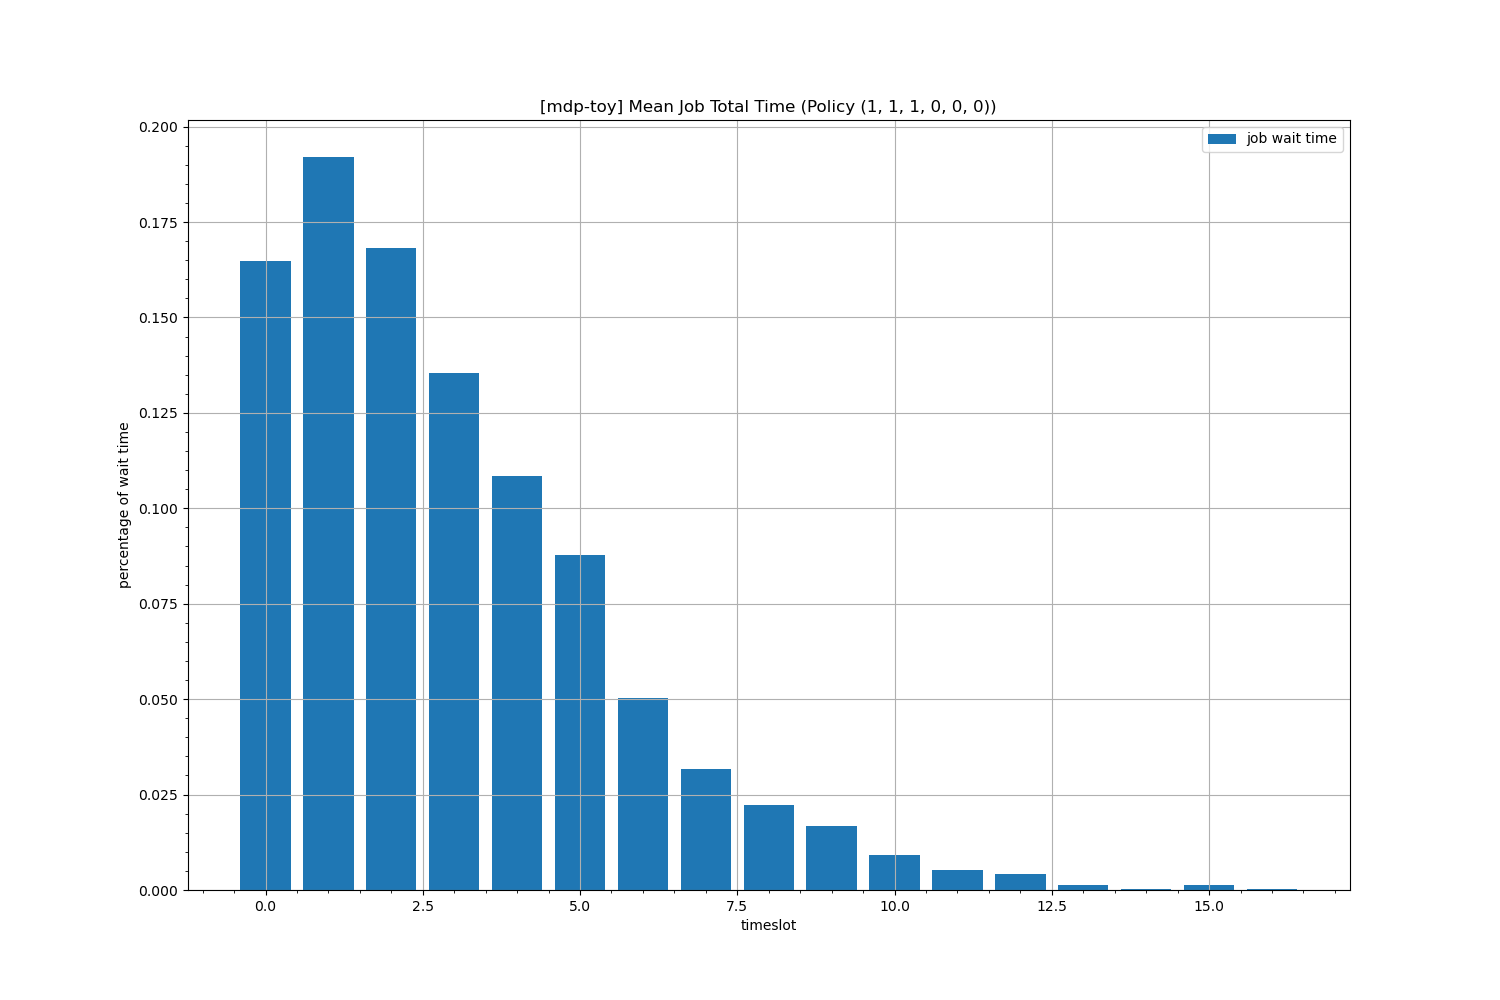 [mdp-toy] Mean Job Total Time (Policy (1, 1, 1, 0, 0, 0))
job wait time
0.200
0.175
0.150
0.125
0.100
0.075
0.050
0.025
0.000
percentage of wait time
0.0 2.5 5.0 7.5 10.0 12.5 15.0
timeslot